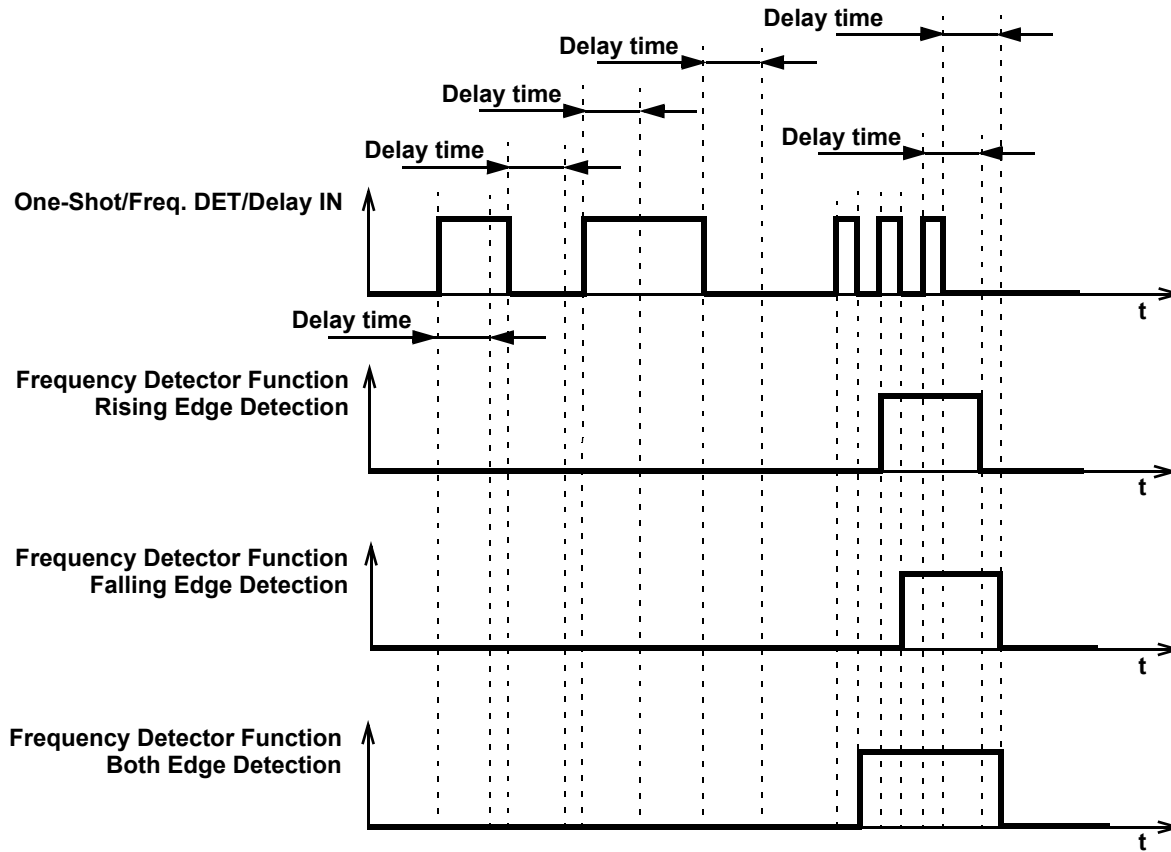 Delay time
Delay time
Delay time
Delay time
Delay time
One-Shot/Freq. DET/Delay IN
t
Delay time
Frequency Detector Function
Rising Edge Detection
t
Frequency Detector Function
Falling Edge Detection
t
Frequency Detector Function
Both Edge Detection
t